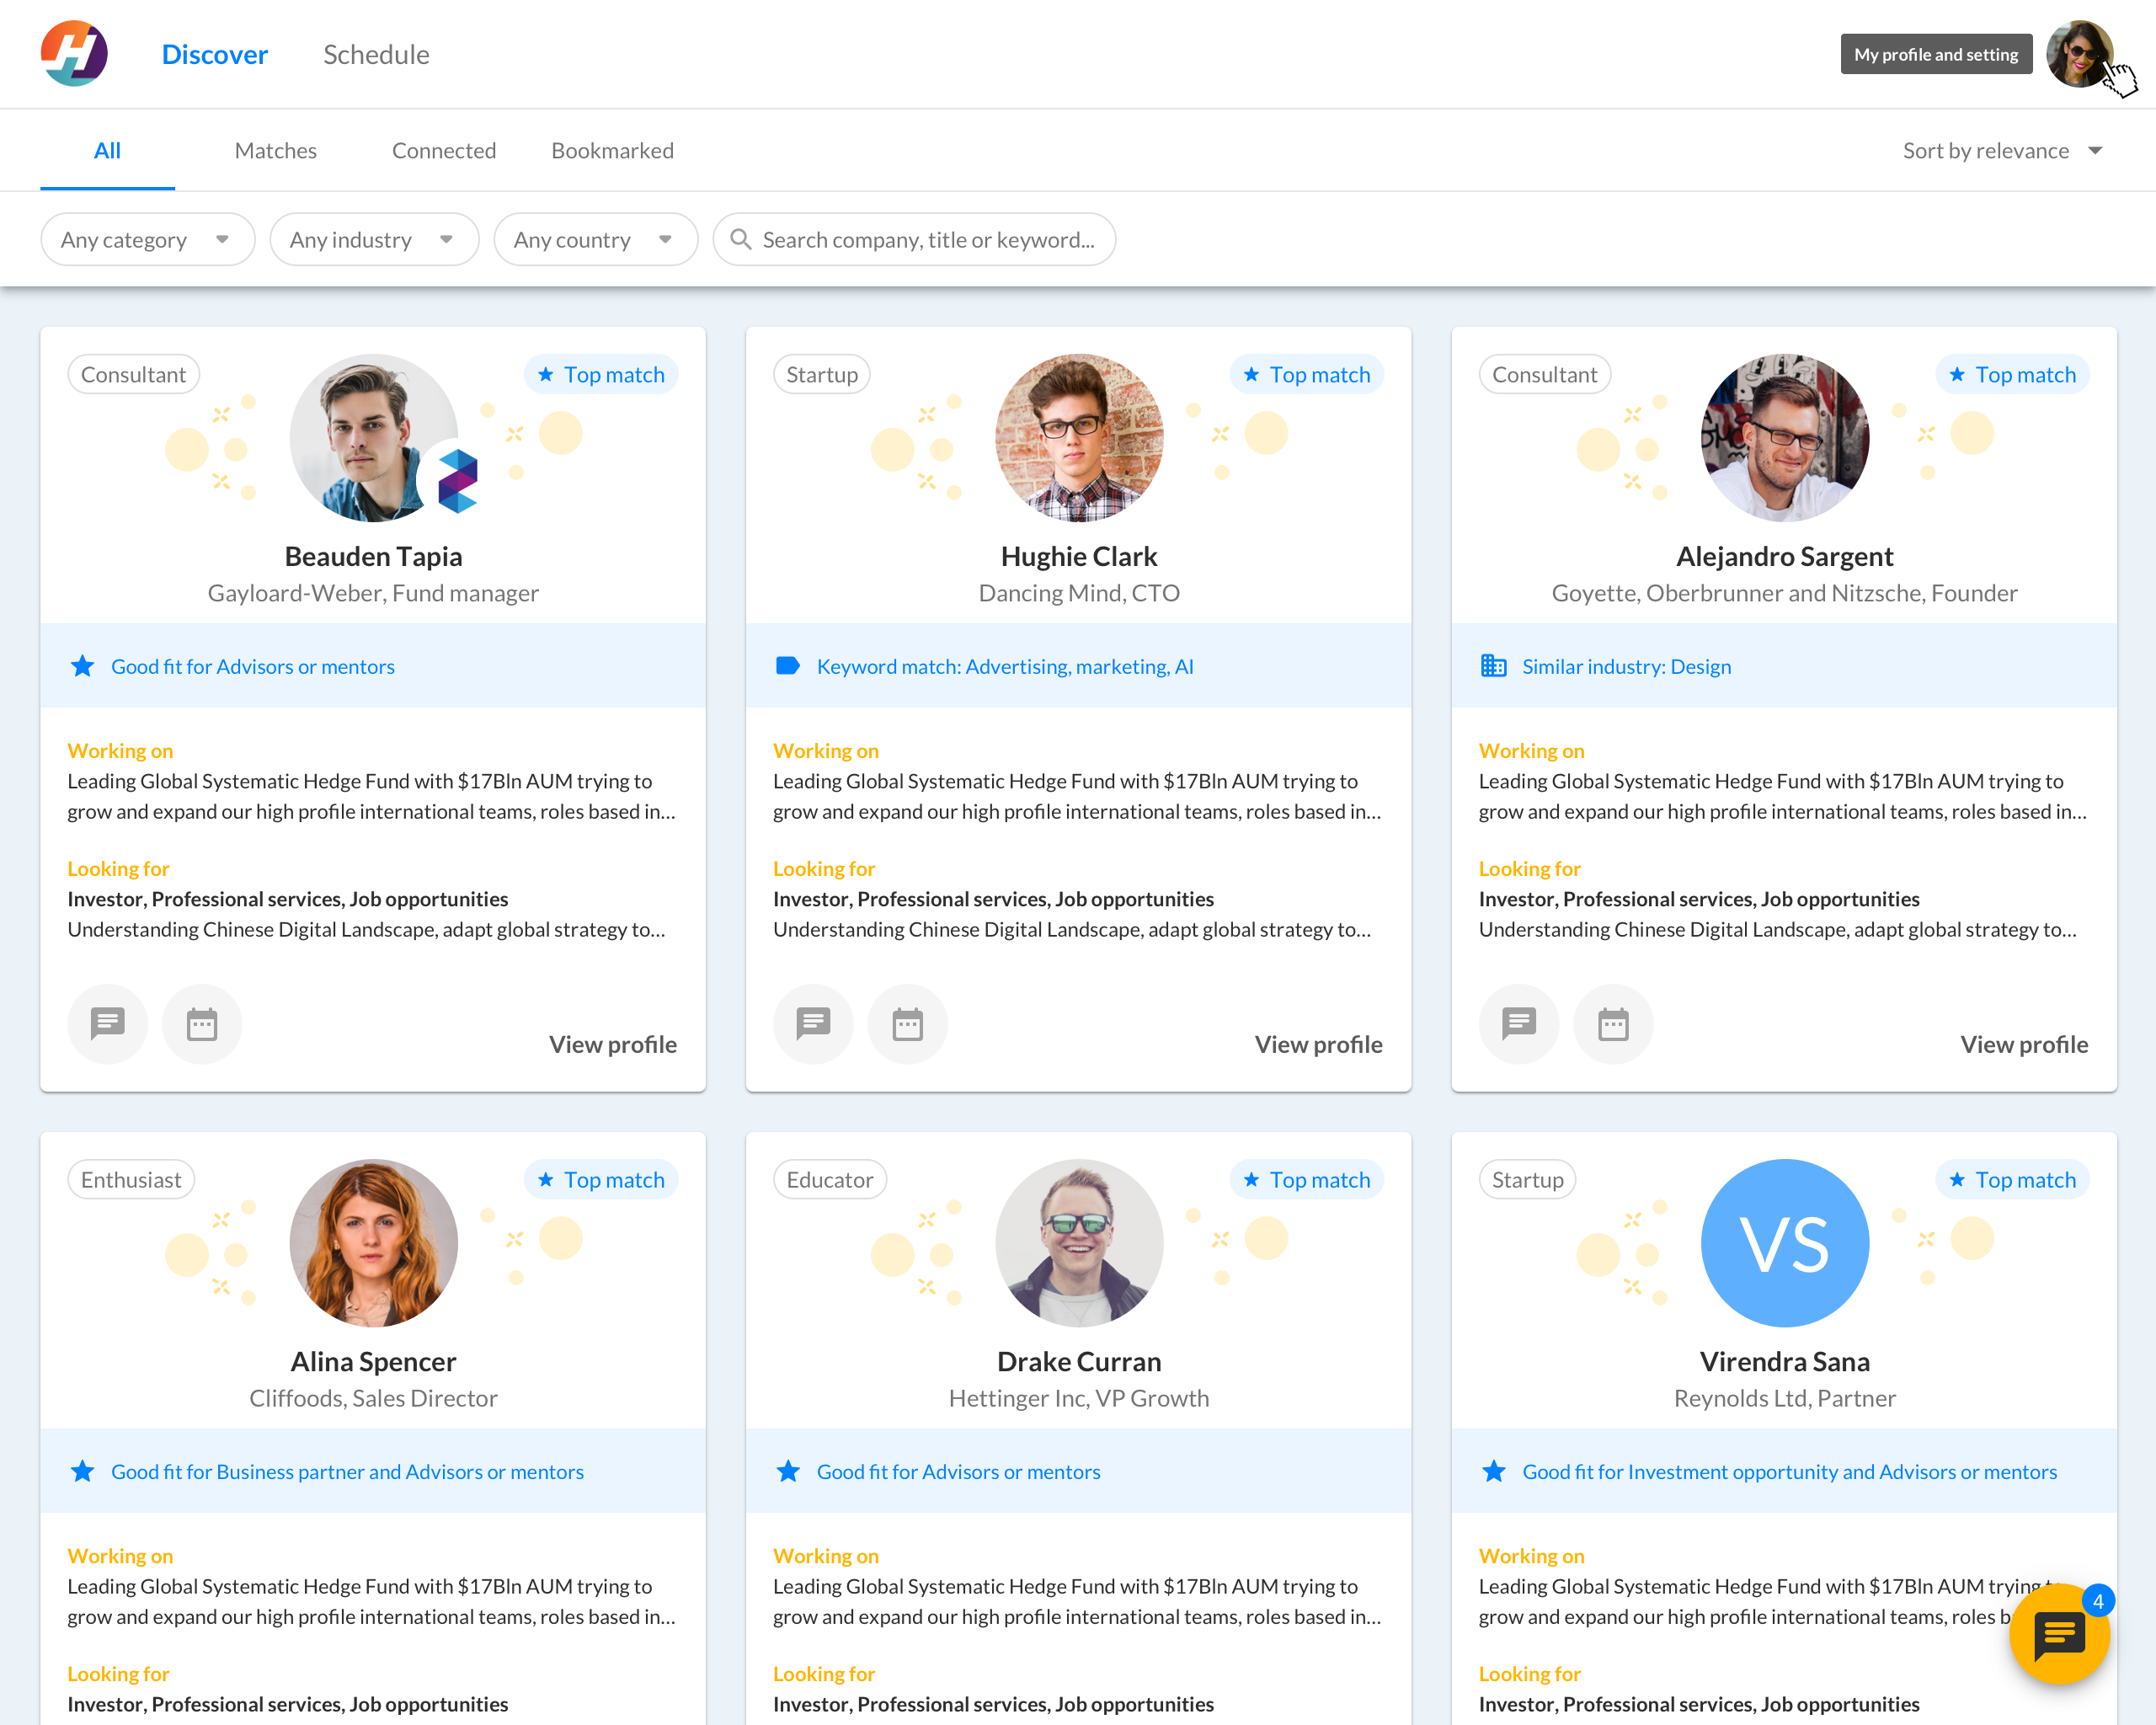 H
Discover
Schedule
My profile and setting
All
Matches
Connected
Bookmarked
Sort by relevance
Any category
Any industry
Any country
Search company, title or keyword...
Consultant
Top match
Beauden Tapia
Gayloard-Weber, Fund manager
Good fit for Advisors or mentors
Working on
Leading Global Systematic Hedge Fund with $17Bln AUM trying to
grow and expand our high profile international teams, roles based in...
Looking for
Investor, Professional services, Job opportunities
Understanding Chinese Digital Landscape, adapt global strategy to...
View profile
Startup
Top match
Hughie Clark
Dancing Mind, CTO
Keyword match: Advertising, marketing, AI
Working on
Leading Global Systematic Hedge Fund with $17Bln AUM trying to
grow and expand our high profile international teams, roles based in...
Looking for
Investor, Professional services, Job opportunities
Understanding Chinese Digital Landscape, adapt global strategy to...
View profile
Consultant
Top match
Alejandro Sargent
Goyette, Oberbrunner and Nitzsche, Founder
Similar industry: Design
Working on
Leading Global Systematic Hedge Fund with $17Bln AUM trying to
grow and expand our high profile international teams, roles based in...
Looking for
Investor, Professional services, Job opportunities
Understanding Chinese Digital Landscape, adapt global strategy to...
View profile
Enthusiast
Top match
Alina Spencer
Cliffoods, Sales Director
Good fit for Business partner and Advisors or mentors
Working on
Leading Global Systematic Hedge Fund with $17Bln AUM trying to
grow and expand our high profile international teams, roles based in...
Looking for
Investor, Professional services, Job opportunities
Educator
Top match
Drake Curran
Hettinger Inc, VP Growth
Good fit for Advisors or mentors
Working on
Leading Global Systematic Hedge Fund with $17Bln AUM trying to
grow and expand our high profile international teams, roles based in...
Looking for
Investor, Professional services, Job opportunities
Startup
Top match
VS
Virendra Sana
Reynolds Ltd, Partner
Good fit for Investment opportunity and Advisors or mentors
Working on
Leading Global Systematic Hedge Fund with $17Bln AUM trying
grow and expand our high profile international teams, roles
Looking for
Investor, Professional services, Job opportunities
4